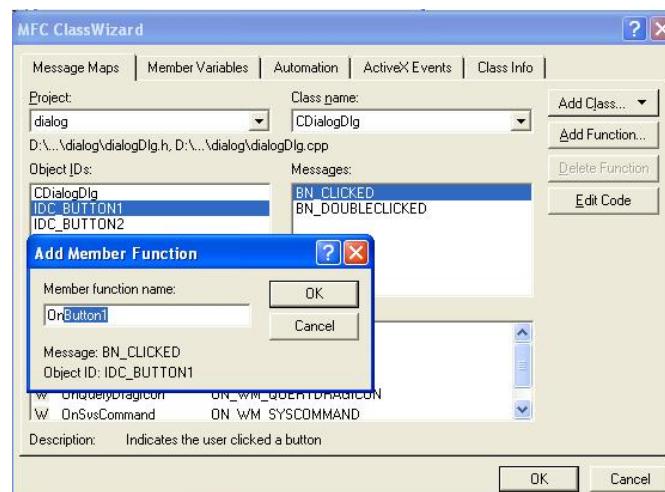 MFC ClassWizard
Message Maps
Member Variables
Automation
ActiveX Events
Class Info
Project:
Class name:
Add Class...
dialog
CDialogDlg
Add Function...
D:\...\dialog\dialogDlg.h, D:\...\dialog\dialogDlg.cpp
Object IDs:
Messages:
Delete Function
CDialogDlg
IDC_BUTTON1
IDC_BUTTON2
BN_CLICKED
BN_DOUBLECLICKED
Edit Code
Add Member Function
Member function name:
OK
OnButton1
Cancel
Message: BN_CLICKED
Object ID: IDC_BUTTON1
W OnQueryDragIcon ON_WM_QUERYDRAGICON
W OnSysCommand ON_WM_SYSCOMMAND
Description: Indicates the user clicked a button
OK
Cancel